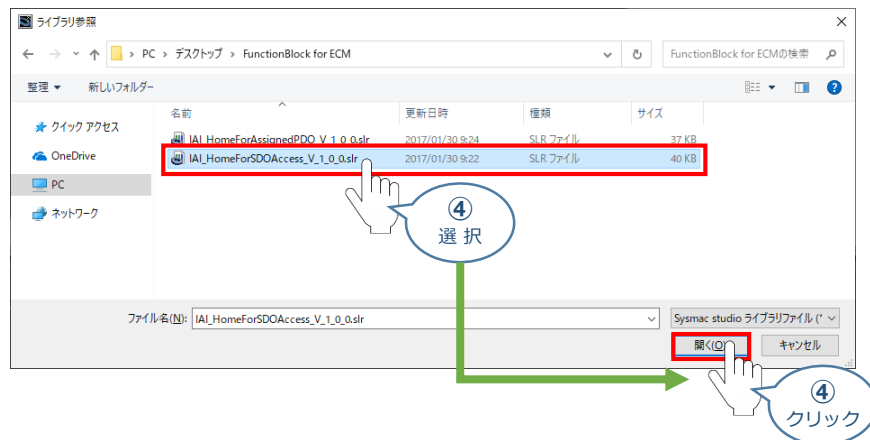 ライブラリ参照
PC > デスクトップ > FunctionBlock for ECM
FunctionBlock for ECMの検索
整理 新しいフォルダー
名前 更新日時 種類 サイズ
クイック アクセス
OneDrive
PC
ネットワーク
IAI_HomeForAssignedPDO_V_1_0_0.slr 2017/01/30 9:24 SLR ファイル 37 KB
IAI_HomeForSDOAccess_V_1_0_0.slr 2017/01/30 9:22 SLR ファイル 40 KB
④
選 択
ファイル名(N): IAI_HomeForSDOAccess_V_1_0_0.slr
Sysmac studio ライブラリファイル (*
開く(O) キャンセル
④
クリック